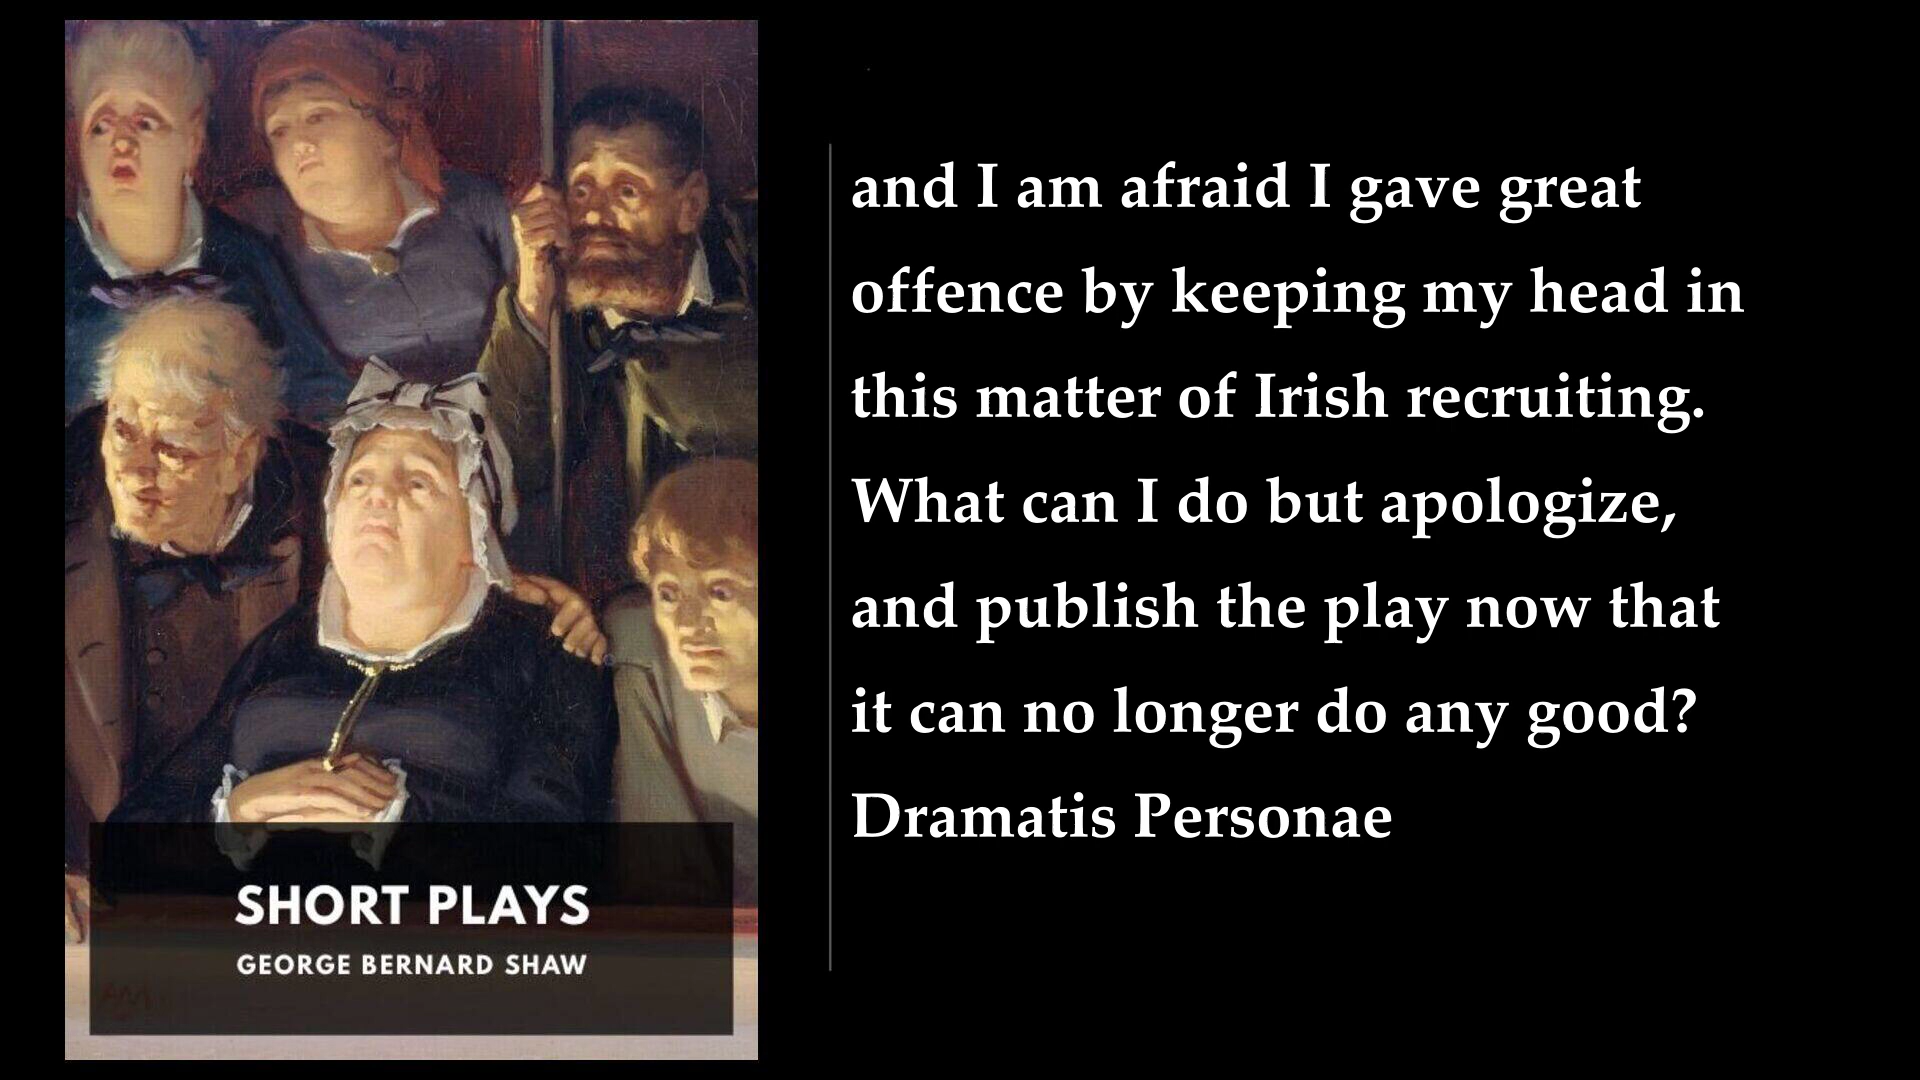 and I am afraid I gave great
offence by keeping my head in
this matter of Irish recruiting.
What can I do but apologize,
and publish the play now that
it can no longer do any good?
Dramatis Personae
SHORT PLAYS
GEORGE BERNARD SHAW